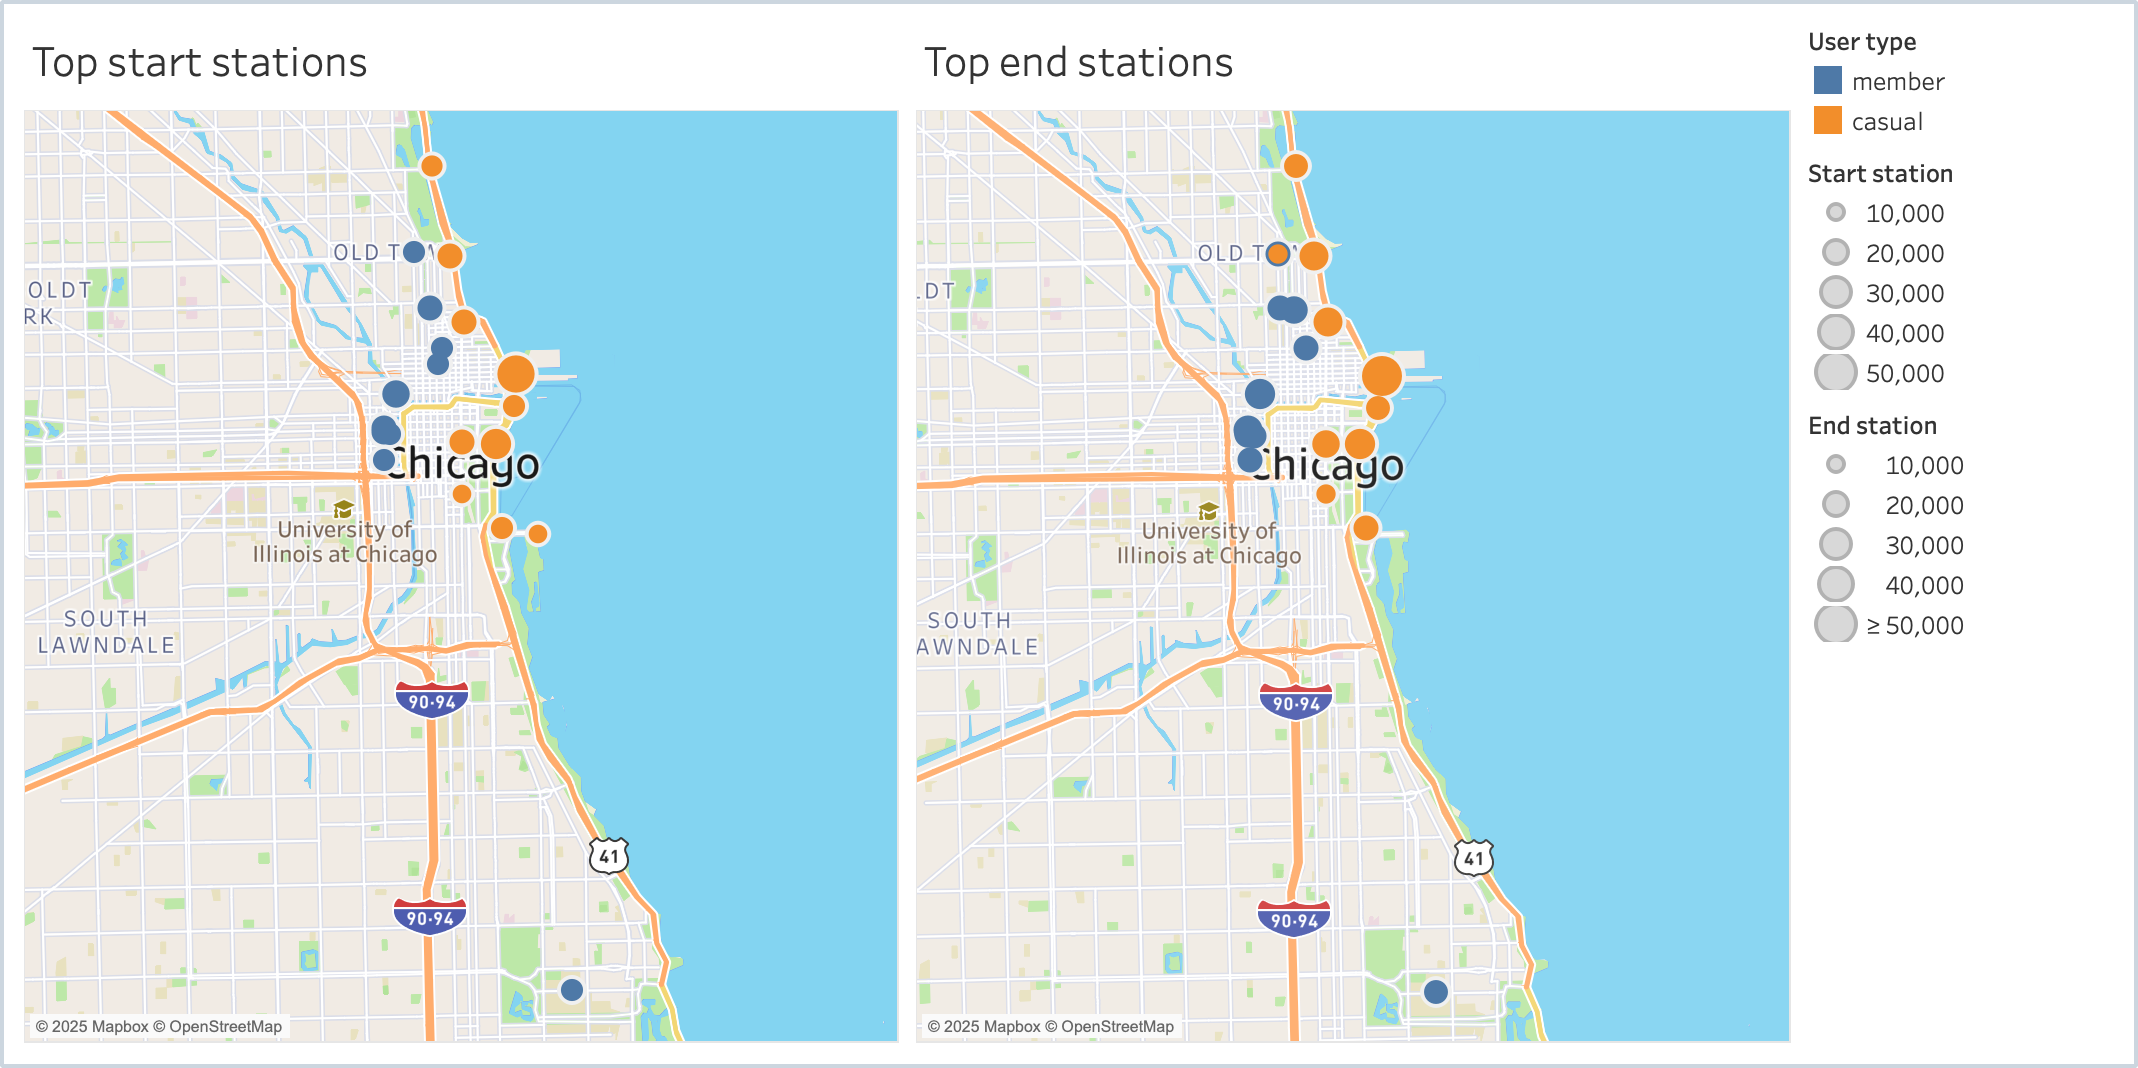 Top start stations
OLD T
OLDT
RK
Chicago
University of
Illinois at Chicago
SOUTH
LAWNDALE
90·94
41
90·94
© 2025 Mapbox © OpenStreetMap
Top end stations
OLD T
LDT
Chicago
University of
Illinois at Chicago
SOUTH
AWNDALE
90·94
41
90·94
© 2025 Mapbox © OpenStreetMap
User type
member
casual
Start station
10,000
20,000
30,000
40,000
50,000
End station
10,000
20,000
30,000
40,000
≥ 50,000